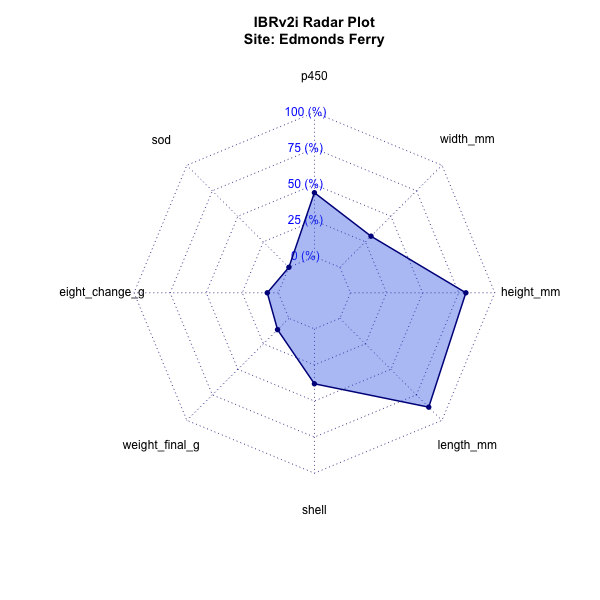 IBRv2i Radar Plot
Site: Edmonds Ferry
p450
100 (%)
sod
width_mm
75 (%)
50 (%)
25 (%)
0 (%)
eight_change_g
height_mm
weight_final_g
length_mm
shell